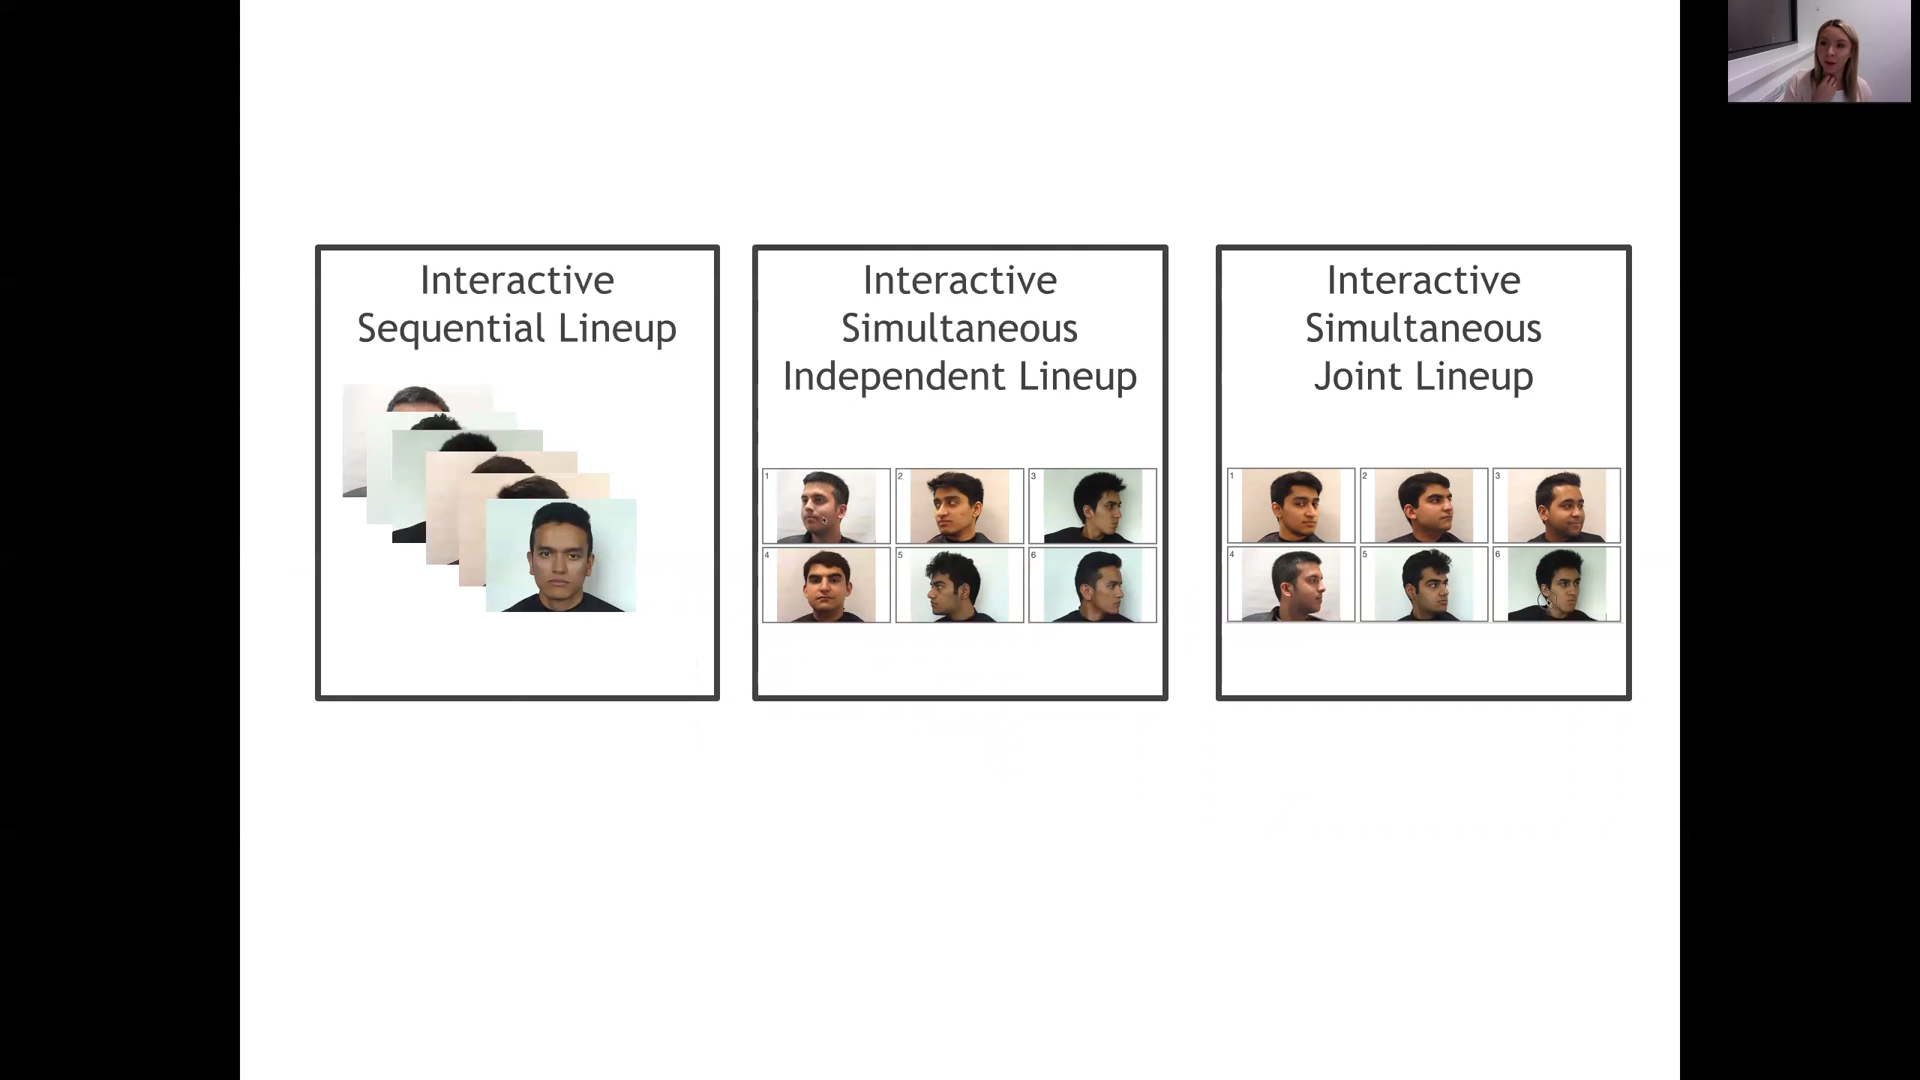 Interactive
Sequential Lineup
Interactive
Simultaneous
Independent Lineup
1
2
3
4
5
6
Interactive
Simultaneous
Joint Lineup
1
2
3
4
5
6